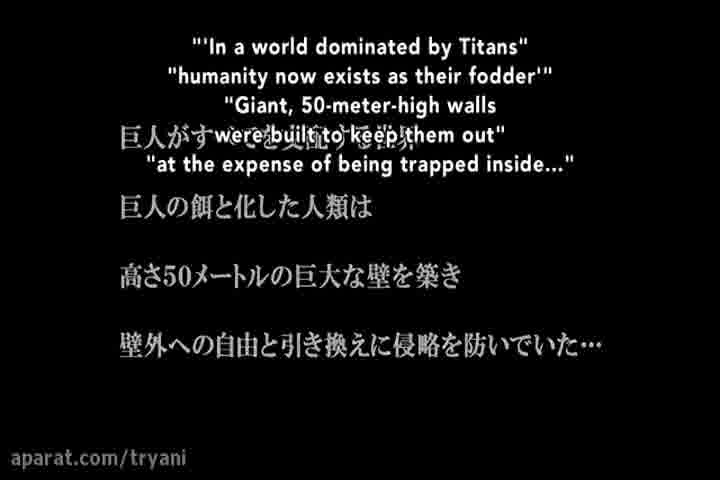 "'In a world dominated by Titans"
"humanity now exists as their fodder'"
"Giant, 50-meter-high walls
were built to keep them out"
"at the expense of being trapped inside..."
巨人がすべてを支配する世界
巨人の餌と化した人類は
高さ50メートルの巨大な壁を築き
壁外への自由と引き換えに侵略を防いでいた…
aparat.com/tryani